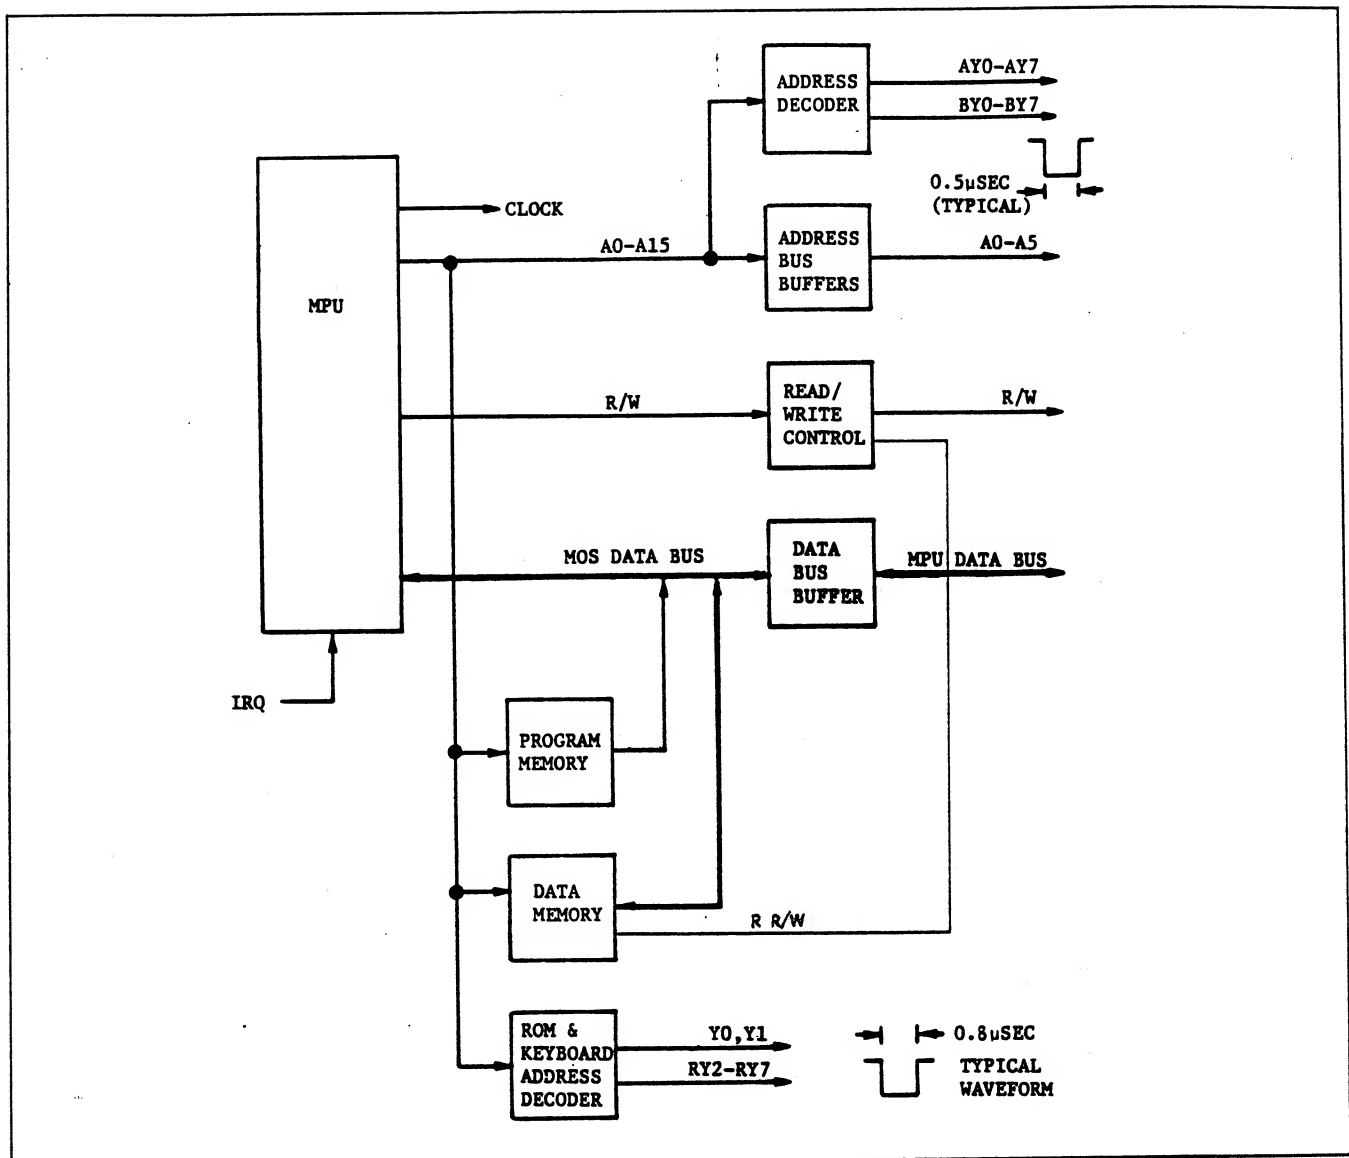 ADDRESS
DECODER
AY0-AY7
BY0-BY7
0.5µSEC
(TYPICAL)
CLOCK
A0-A15
ADDRESS
BUS
BUFFERS
A0-A5
MPU
R/W
READ/
WRITE
CONTROL
R/W
MOS DATA BUS
DATA
BUS
BUFFER
MPU DATA BUS
IRQ
PROGRAM
MEMORY
DATA
MEMORY
R R/W
ROM &
KEYBOARD
ADDRESS
DECODER
Y0,Y1
RY2-RY7
0.8µSEC
TYPICAL
WAVEFORM